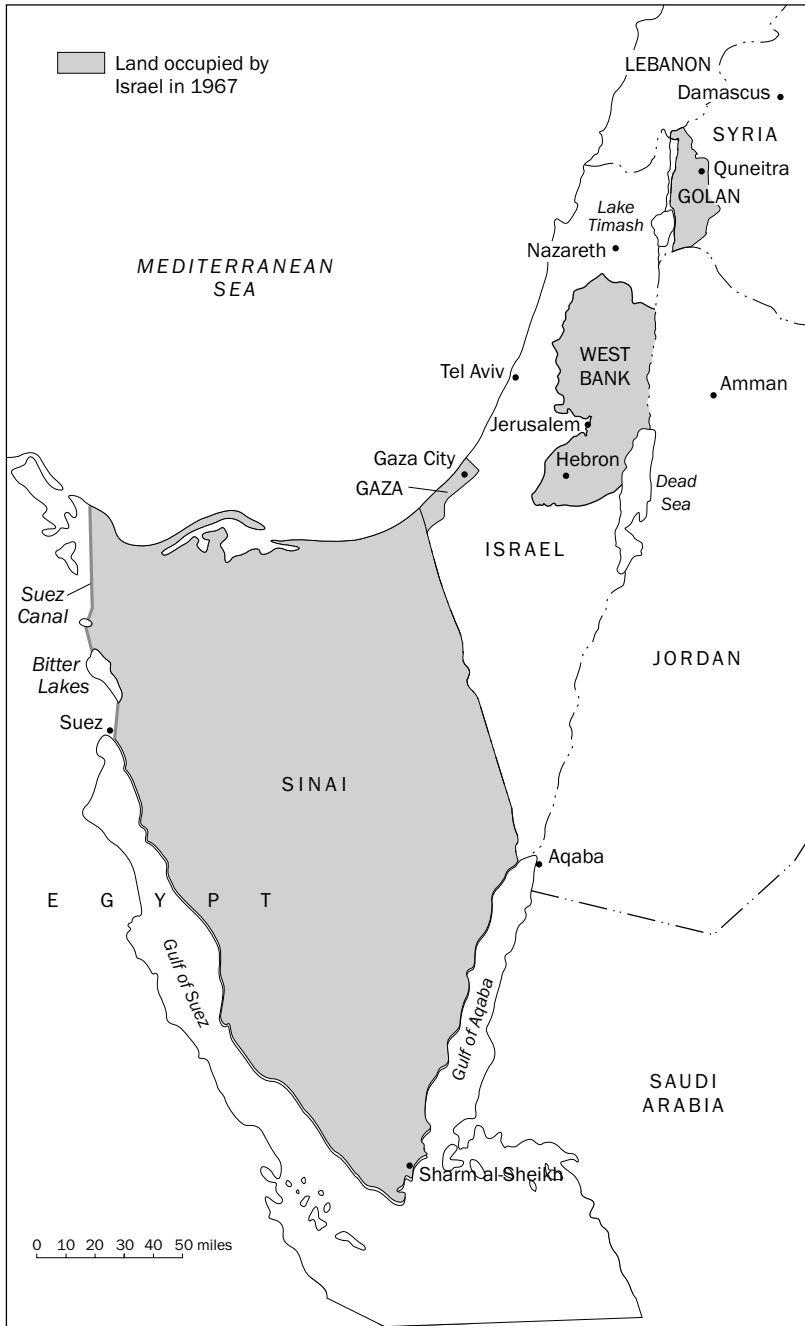 Land occupied by
Israel in 1967
LEBANON
Damascus
SYRIA
Quneitra
GOLAN
Lake
Timash
Nazareth
MEDITERRANEAN
SEA
WEST
BANK
Tel Aviv
Amman
Jerusalem
Gaza City
Hebron
GAZA
Dead
Sea
ISRAEL
Suez
Canal
JORDAN
Bitter
Lakes
Suez
SINAI
Aqaba
EGYPT
Gulf of Suez
Gulf of Aqaba
SAUDI
ARABIA
Sharm al-Sheikh
0 10 20 30 50 miles